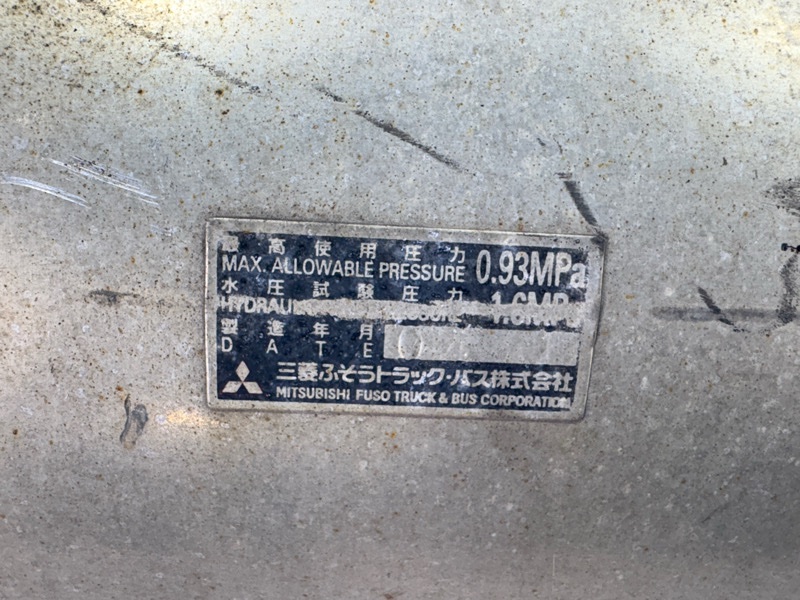 最高使用圧力
MAX. ALLOWABLE PRESSURE 0.93MPa
水圧試験圧力 1.6MPa
製造年月
DATE
三菱ふそうトラック・バス株式会社
MITSUBISHI FUSO TRUCK & BUS CORPORATION